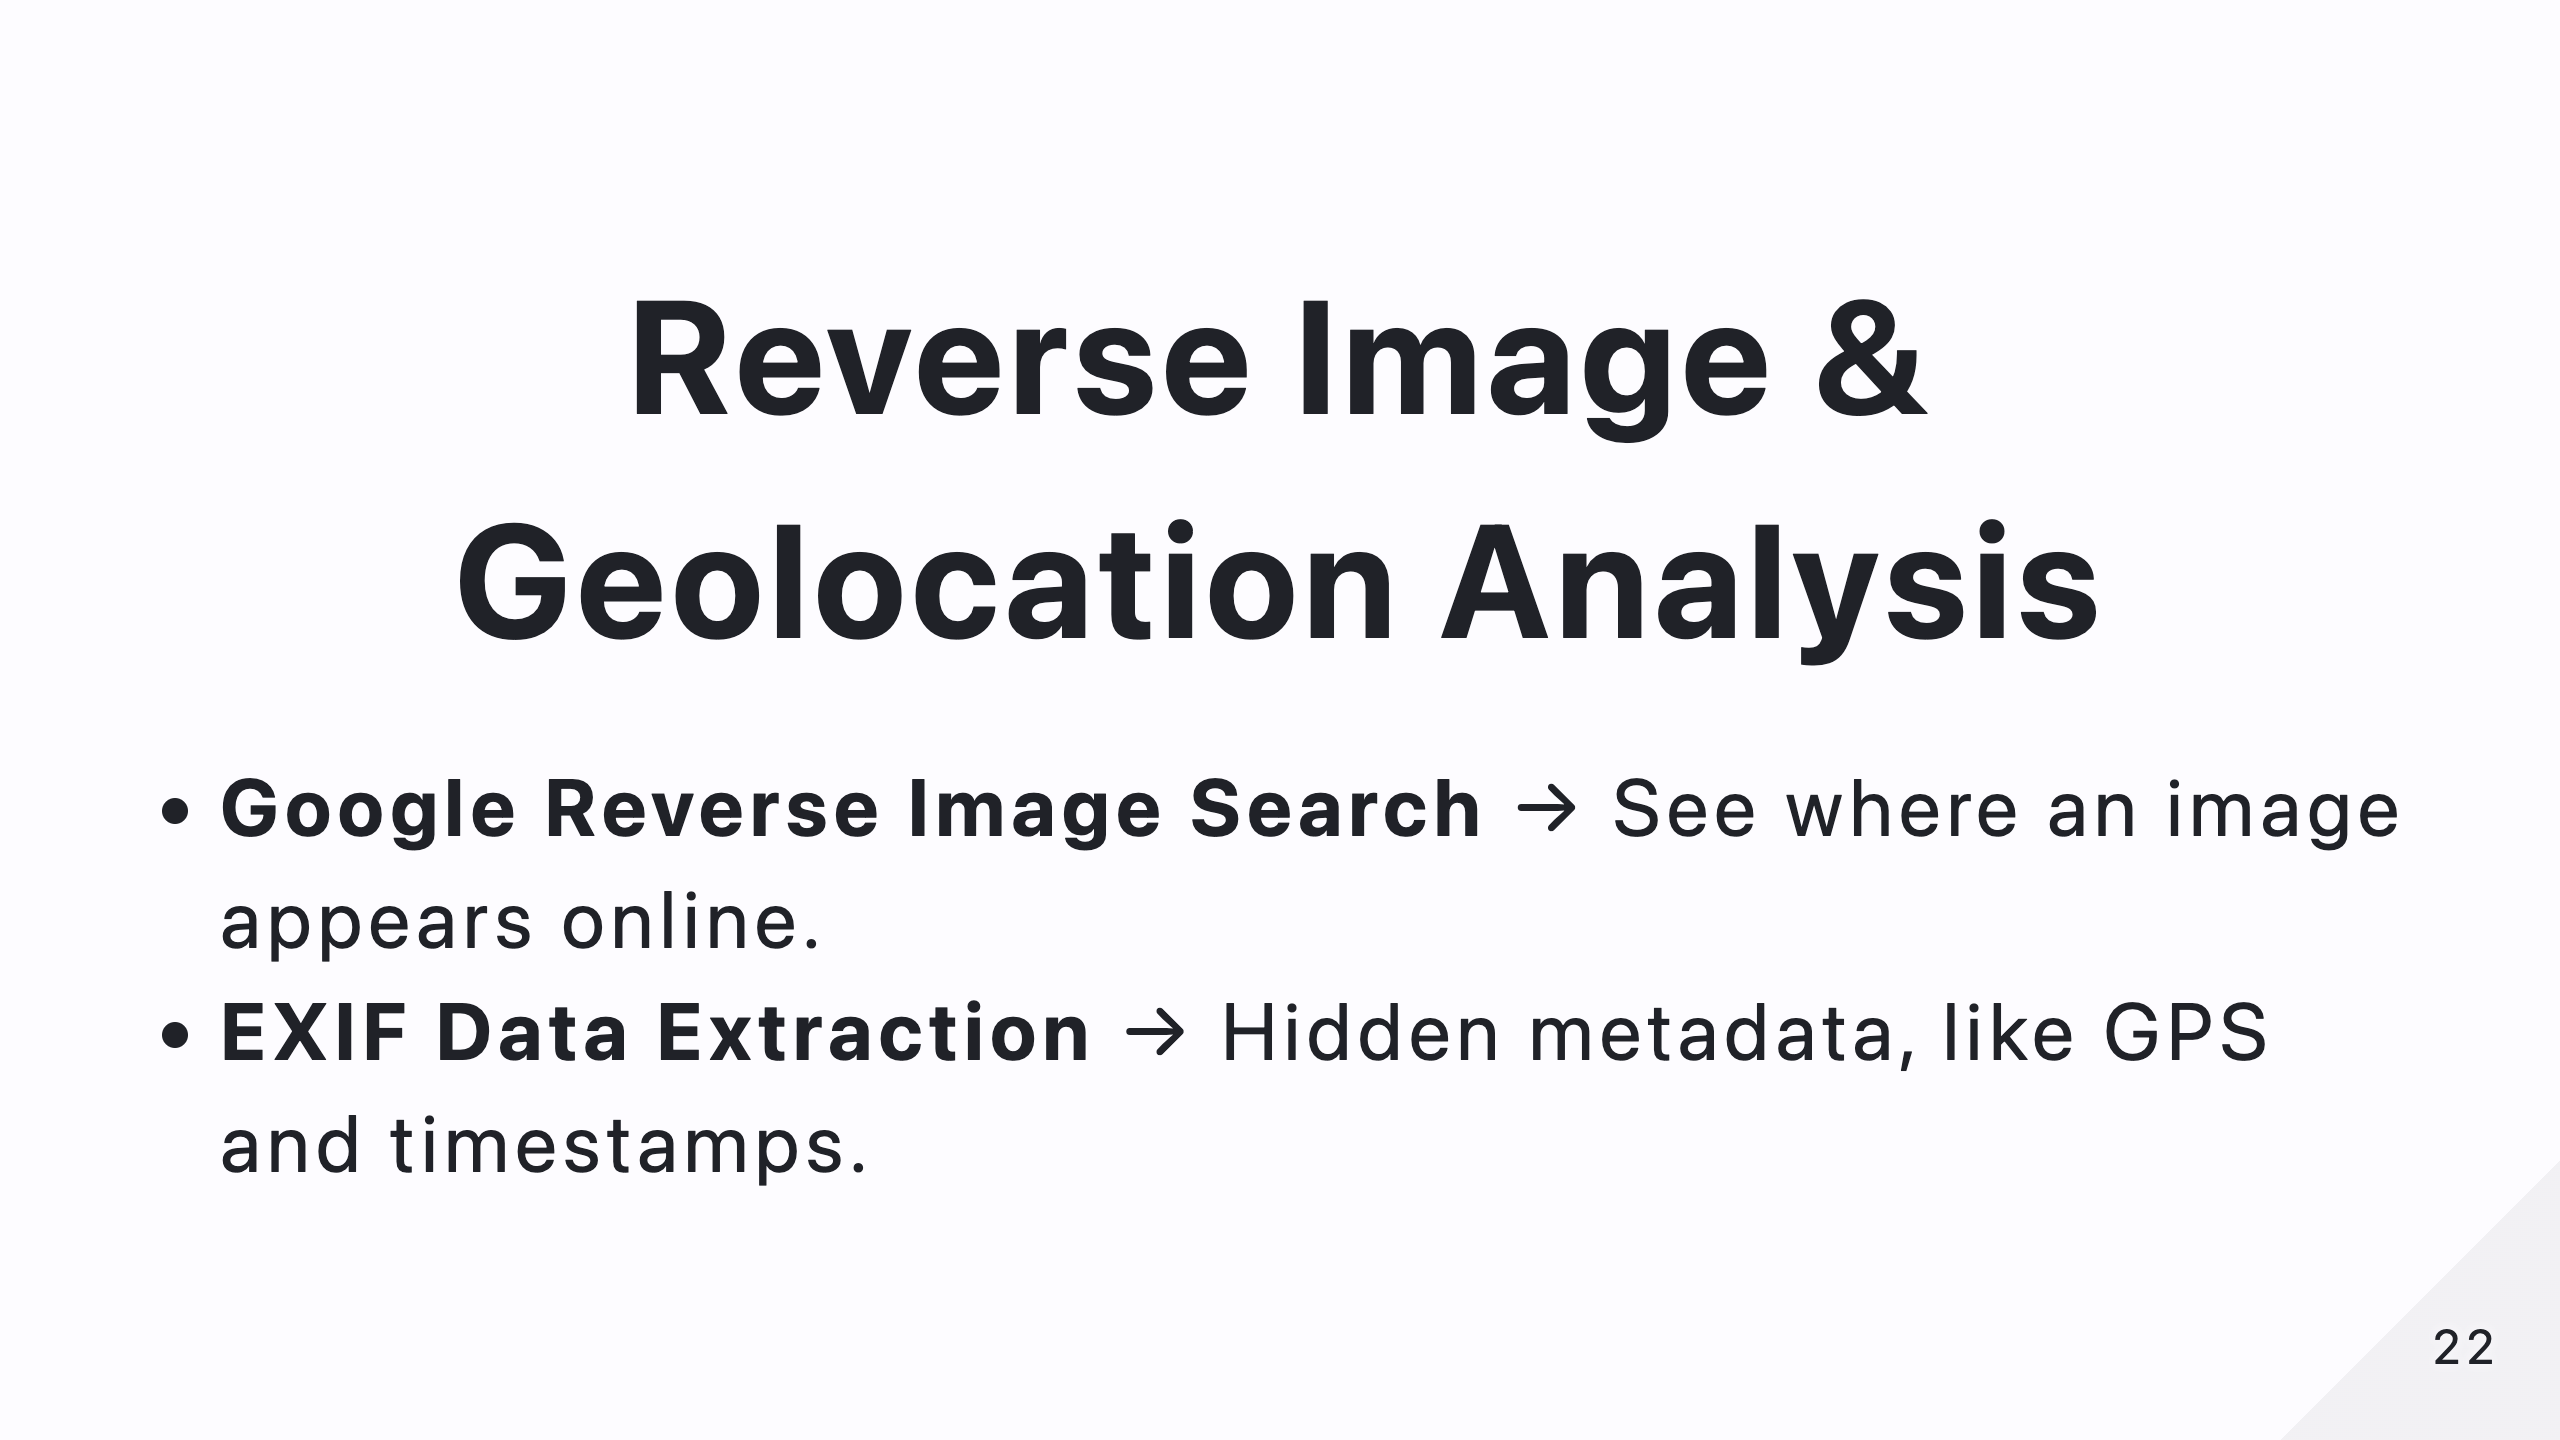 Reverse Image &
Geolocation Analysis
• Google Reverse Image Search → See where an image
appears online.
• EXIF Data Extraction → Hidden metadata, like GPS
and timestamps.
22